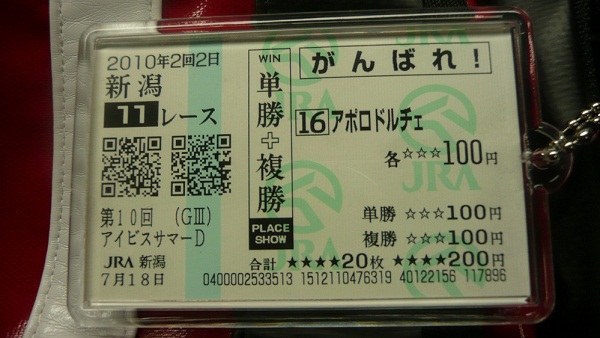 2010年2回2日
新潟
11レース
第10回 (GⅢ)
アイビスサマーD
JRA 新潟
7月18日
WIN
単勝+複勝
PLACE
SHOW
がんばれ!
16 アポロドルチェ
各☆☆☆100円
単勝 ☆☆☆100円
複勝 ☆☆☆100円
合計 ★★★★20枚 ★★★★200円
0400002533513 1512110476319 40122156 117896
JRA
JRA
JRA
JRA